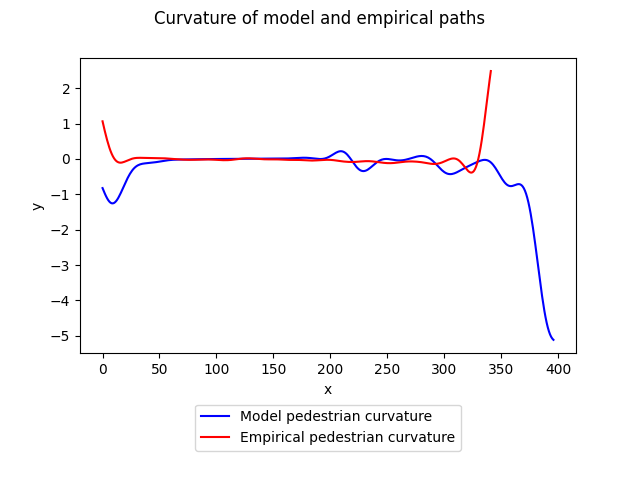 Curvature of model and empirical paths
2
1
0
−1
−2
−3
−4
−5
y
0 50 100 150 200 250 300 350 400
x
Model pedestrian curvature
Empirical pedestrian curvature